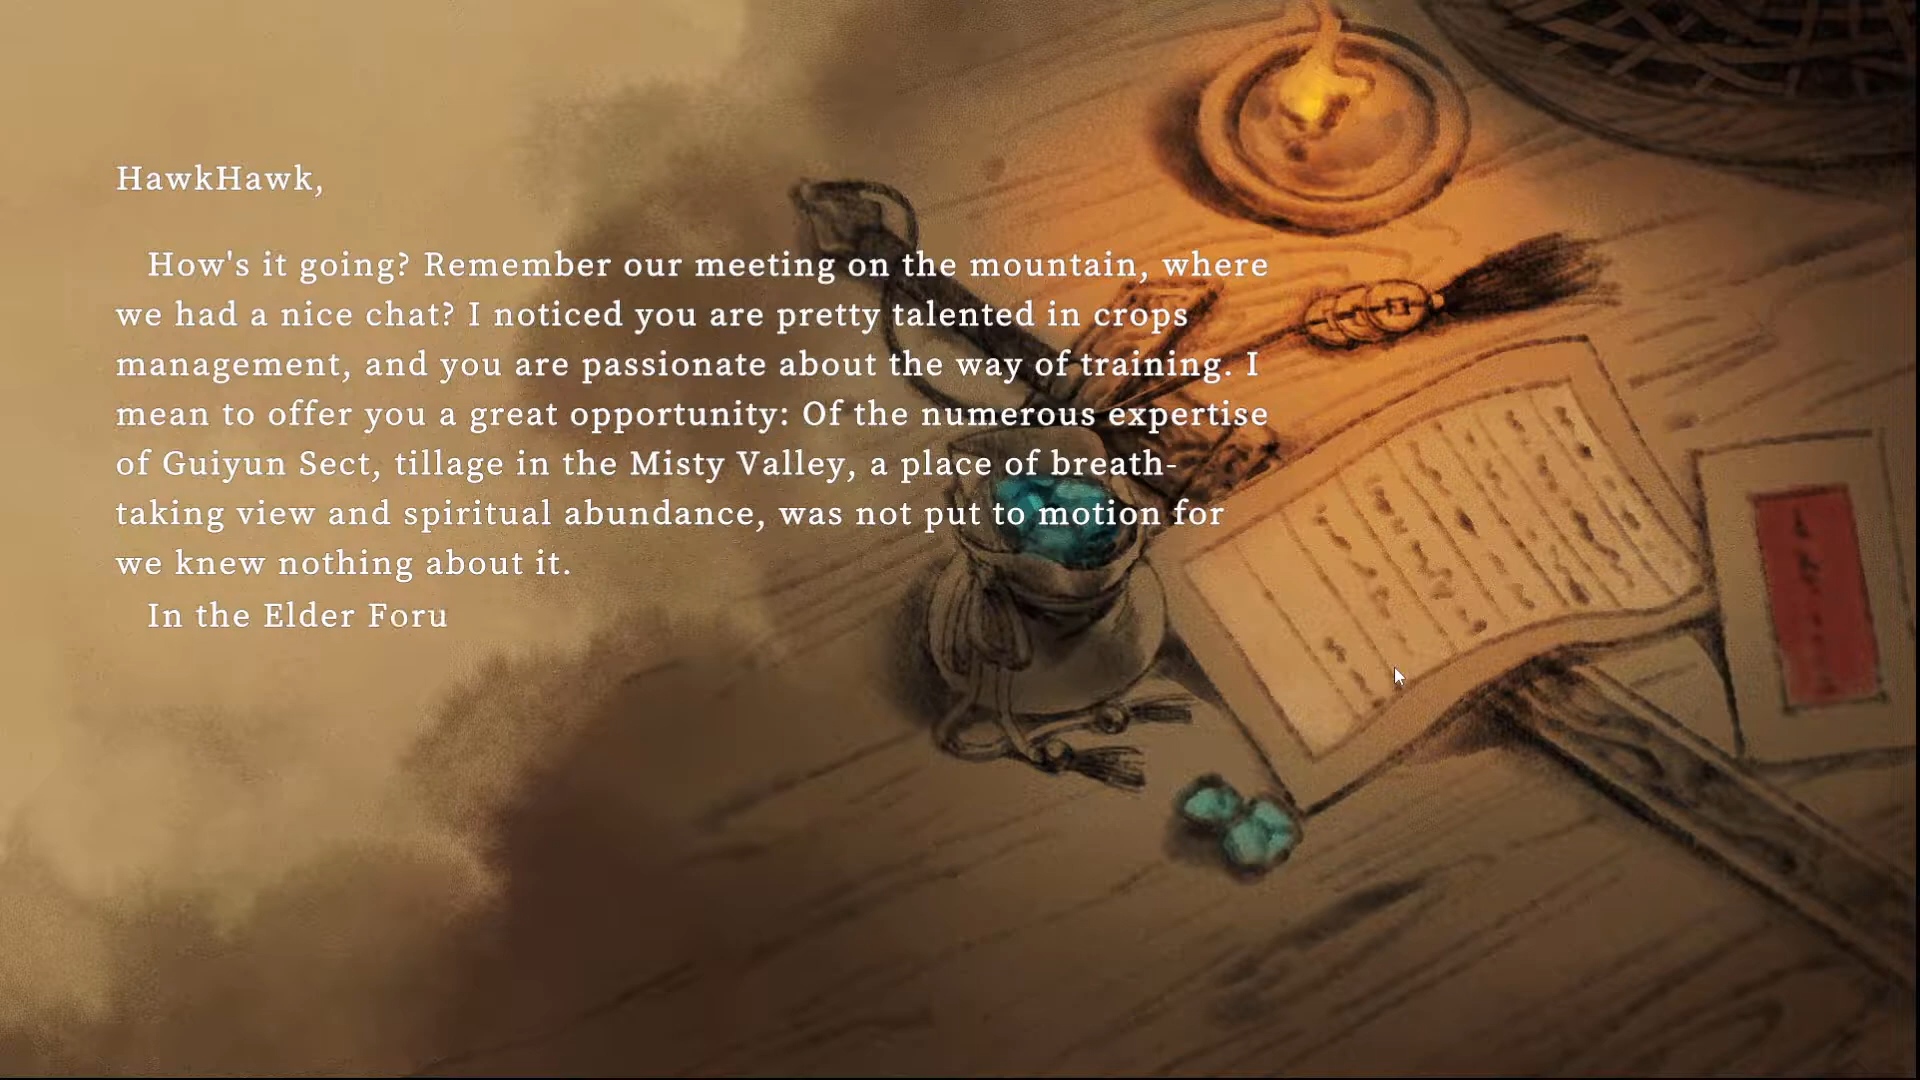 HawkHawk,
How's it going? Remember our meeting on the mountain, where
we had a nice chat? I noticed you are pretty talented in crops
management, and you are passionate about the way of training. I
mean to offer you a great opportunity: Of the numerous expertise
of Guiyun Sect, tillage in the Misty Valley, a place of breath-
taking view and spiritual abundance, was not put to motion for
we knew nothing about it.
In the Elder Foru